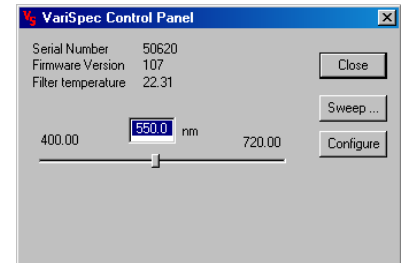 VS VariSpec Control Panel
Serial Number 50620
Firmware Version 107
Filter temperature 22.31
Close
Sweep ...
550.0 nm
400.00 720.00
Configure